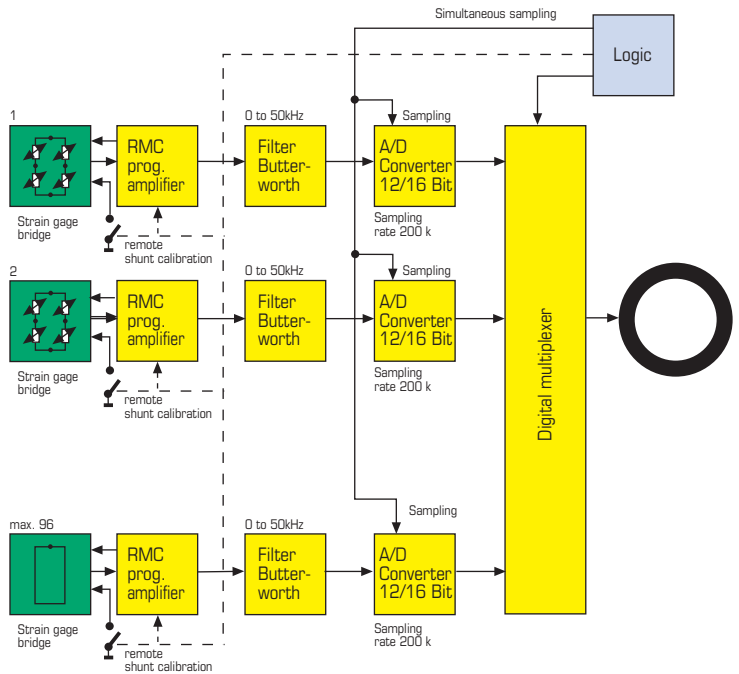 Simultaneous sampling
Logic
1
RMC
prog.
amplifier
0 to 50kHz
Filter
Butter-
worth
Sampling
A/D
Converter
12/16 Bit
Sampling
rate 200 k
Strain gage
bridge
remote
shunt calibration
2
RMC
prog.
amplifier
0 to 50kHz
Filter
Butter-
worth
Sampling
A/D
Converter
12/16 Bit
Sampling
rate 200 k
Strain gage
bridge
remote
shunt calibration
Digital multiplexer
max. 96
RMC
prog.
amplifier
0 to 50kHz
Filter
Butter-
worth
Sampling
A/D
Converter
12/16 Bit
Sampling
rate 200 k
Strain gage
bridge
remote
shunt calibration